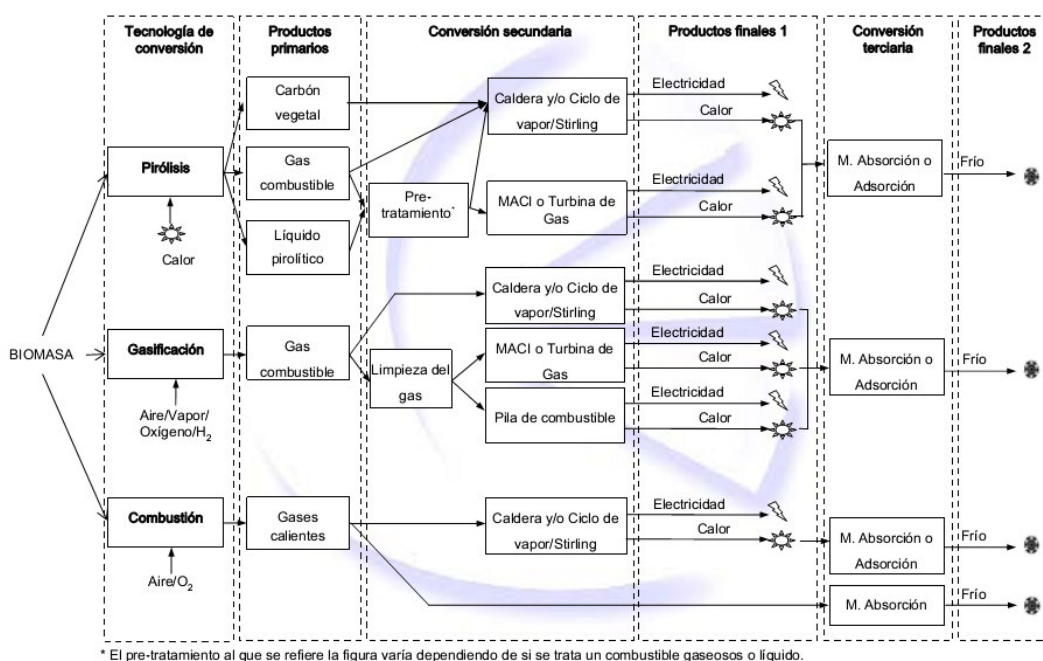 Tecnología de
conversión
Productos
primarios
Conversión secundaria
Productos finales 1
Conversión
terciaria
Productos
finales 2
BIOMASA
Pirólisis
Calor
Carbón
vegetal
Gas
combustible
Líquido
pirolítico
Pre-
tratamiento*
Caldera y/o Ciclo de
vapor/Stirling
Electricidad
Calor
MACI o Turbina de
Gas
Electricidad
Calor
M. Absorción o
Adsorción
Frío
Gasificación
Aire/Vapor/
Oxígeno/H2
Gas
combustible
Limpieza del
gas
Caldera y/o Ciclo de
vapor/Stirling
Electricidad
Calor
MACI o Turbina de
Gas
Electricidad
Calor
Pila de combustible
Electricidad
Calor
M. Absorción o
Adsorción
Frío
Combustión
Aire/O2
Gases
calientes
Caldera y/o Ciclo de
vapor/Stirling
Electricidad
Calor
M. Absorción o
Adsorción
Frío
M. Absorción
Frío
* El pre-tratamiento al que se refiere la figura varía dependiendo de si se trata un combustible gaseosos o líquido.